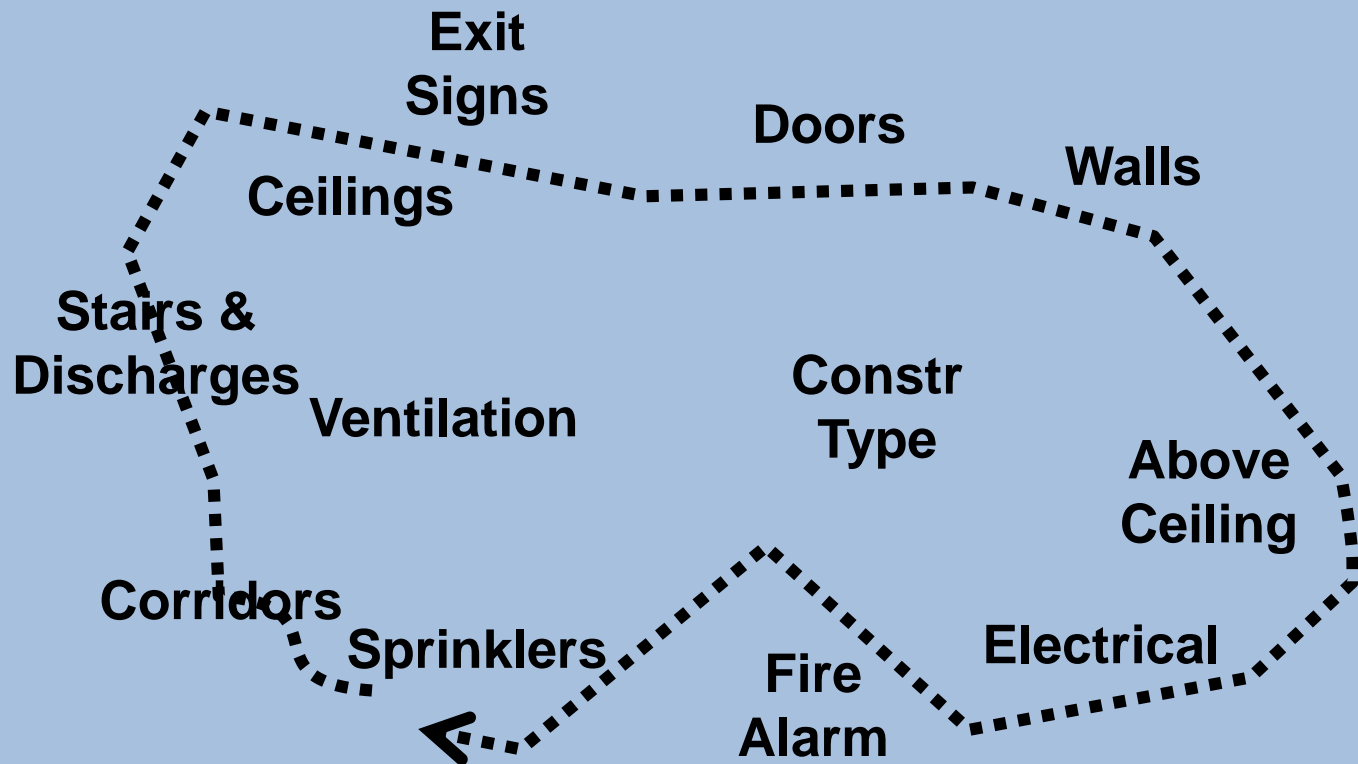 Exit
Signs
Doors
Walls
Ceilings
Stairs &
Discharges
Ventilation
Constr
Type
Above
Ceiling
Corridors
Sprinklers
Electrical
Fire
Alarm